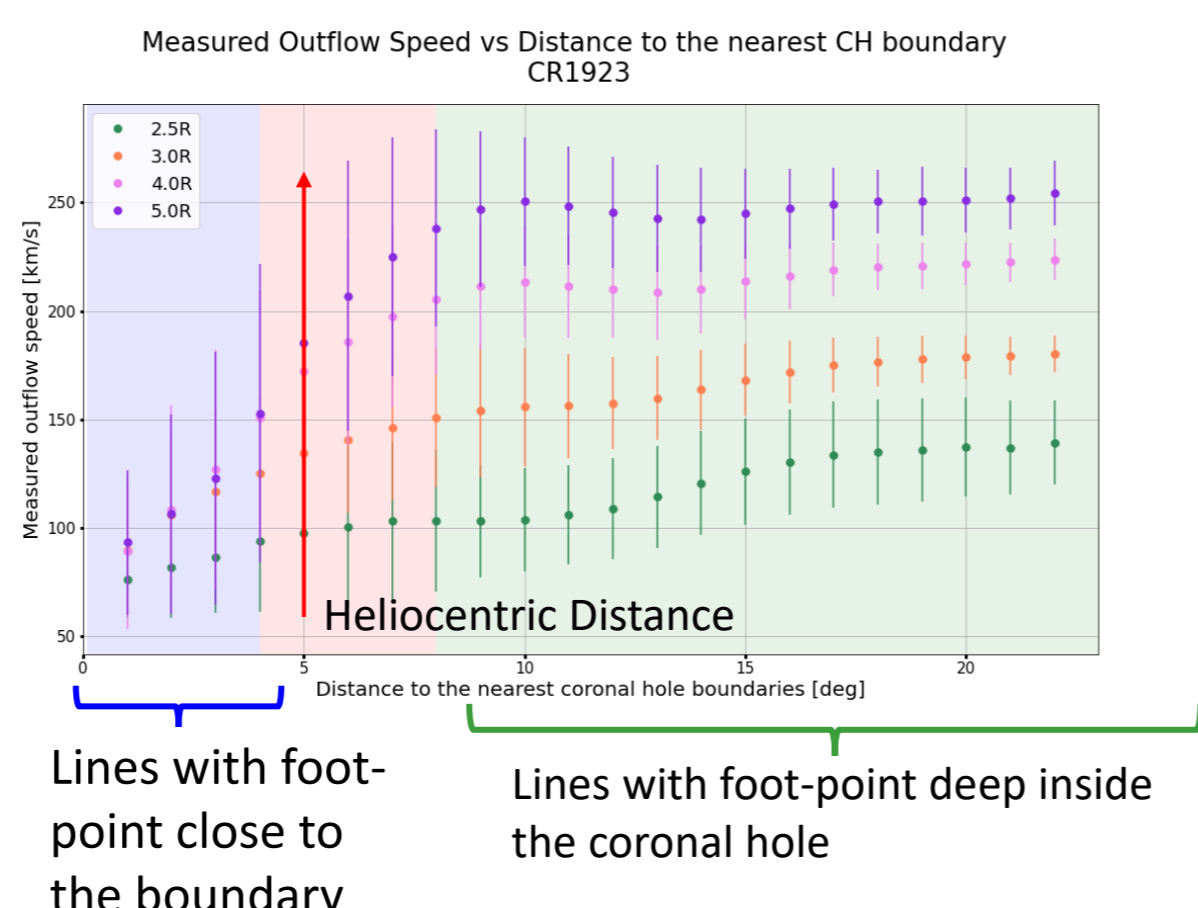 Measured Outflow Speed vs Distance to the nearest CH boundary
CR1923
2.5R
3.0R
4.0R
5.0R
Measured outflow speed [km/s]
250
200
150
100
50
Heliocentric Distance
0 5 10 15 20
Distance to the nearest coronal hole boundaries [deg]
Lines with foot-
point close to
the boundary
Lines with foot-point deep inside
the coronal hole